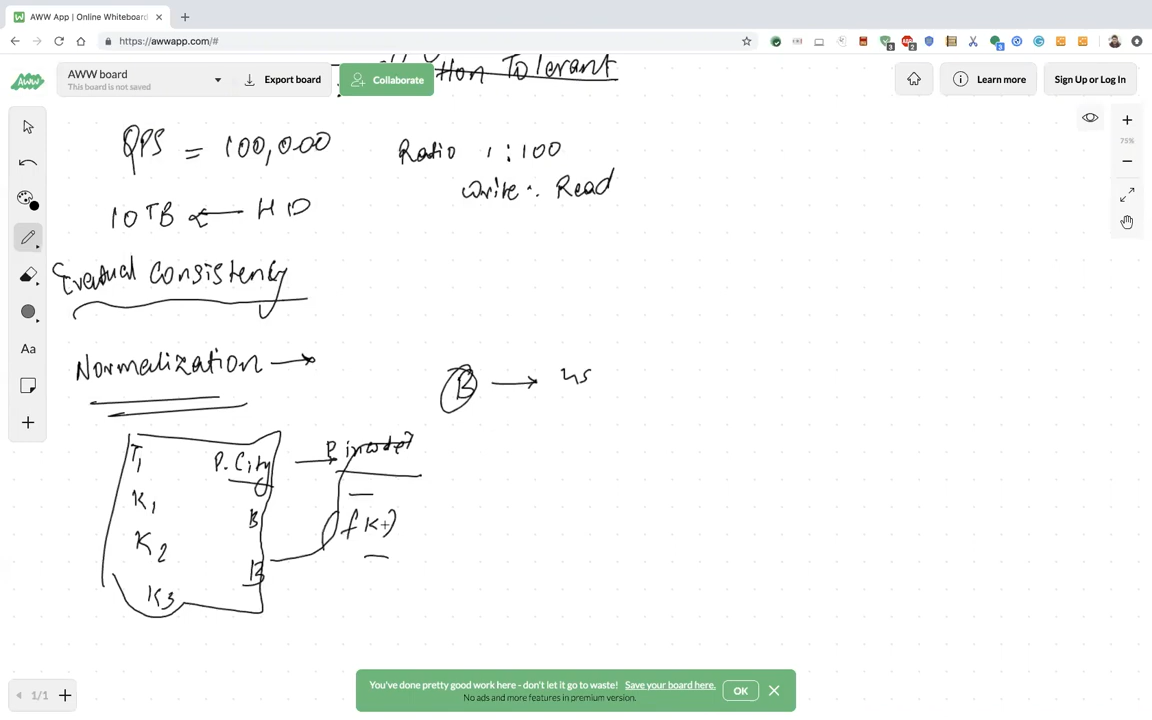 AWW App | Online Whiteboard
https://awwapp.com/#
AWW board
This board is not saved
Export board
Collaborate
Learn more
Sign Up or Log In
Tolerant
QPS = 100,000
Ratio 1 : 100
Write : Read
10TB ← HD
Eventual Consistency
Normalization →
B →
T1 P. City →
K1 B
K2
B
K3
75%
Aa
1/1
You've done pretty good work here - don't let it go to waste! Save your board here.
No ads and more features in premium version.
OK